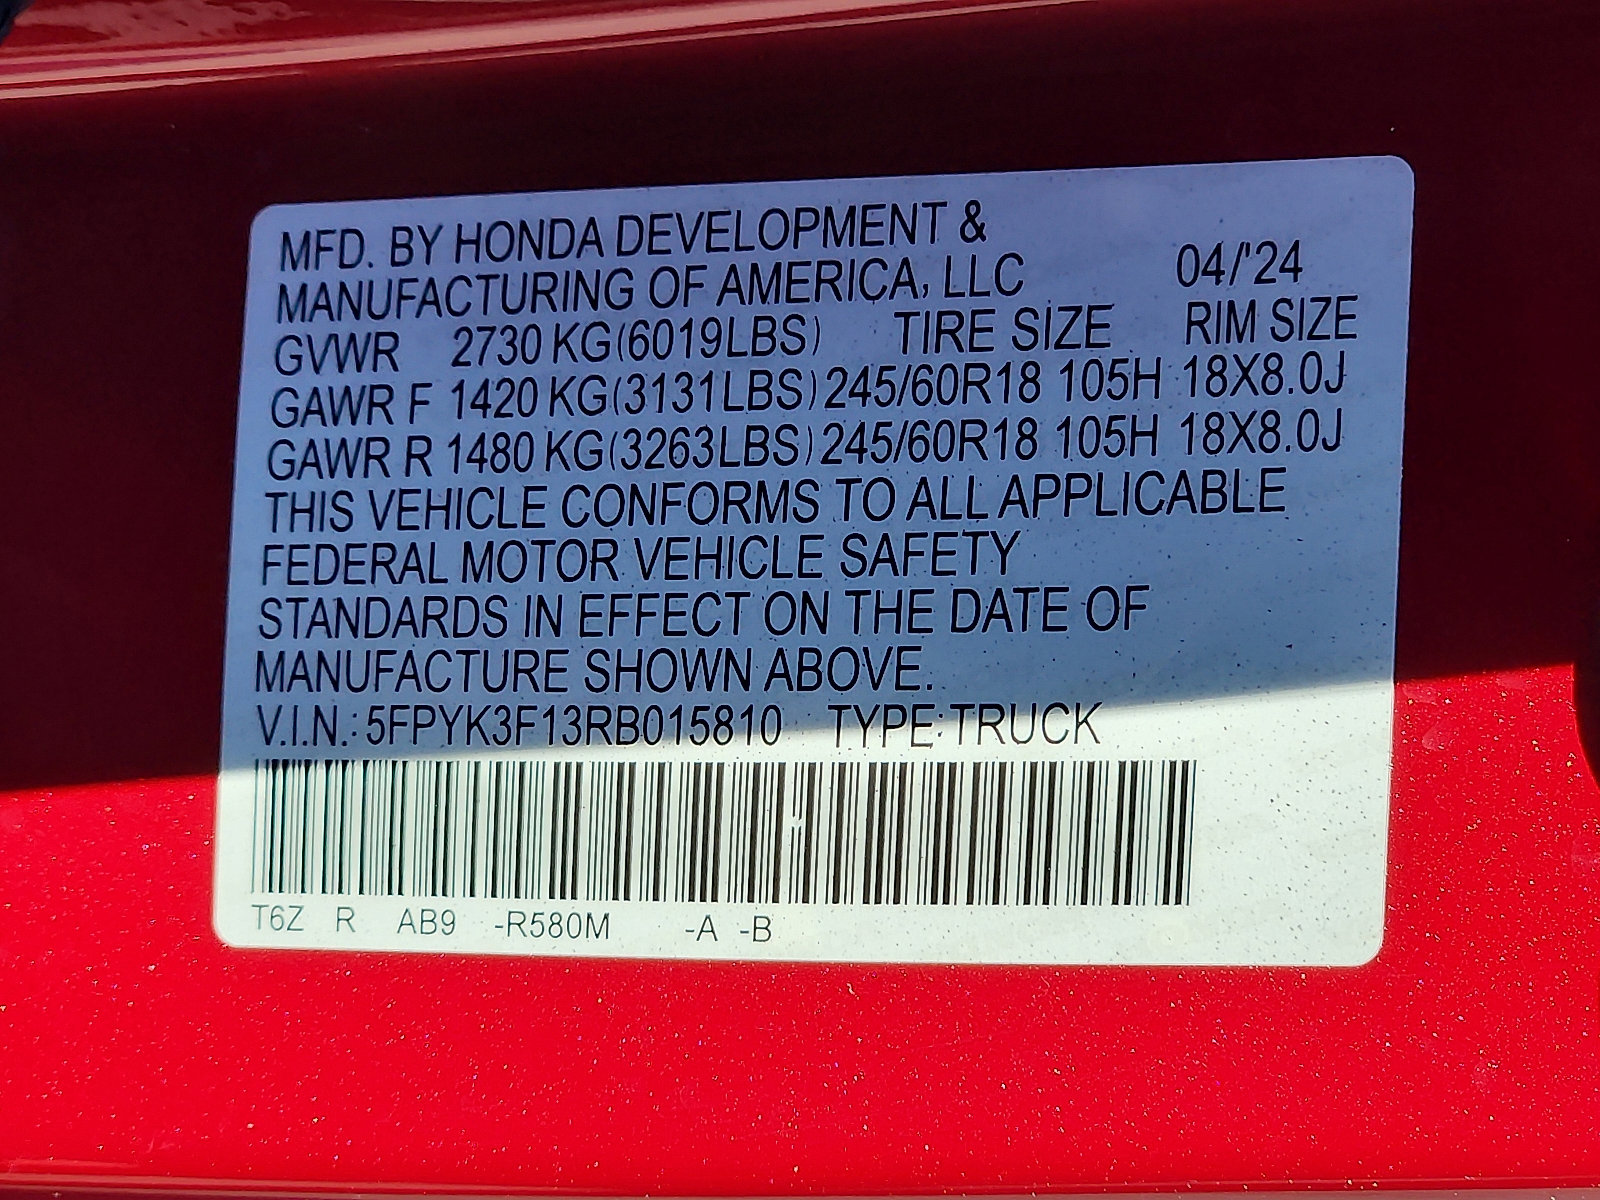 MFD. BY HONDA DEVELOPMENT &
MANUFACTURING OF AMERICA, LLC 04/'24
GVWR 2730 KG(6019LBS) TIRE SIZE RIM SIZE
GAWR F 1420 KG(3131LBS) 245/60R18 105H 18X8.0J
GAWR R 1480 KG(3263LBS) 245/60R18 105H 18X8.0J
THIS VEHICLE CONFORMS TO ALL APPLICABLE
FEDERAL MOTOR VEHICLE SAFETY
STANDARDS IN EFFECT ON THE DATE OF
MANUFACTURE SHOWN ABOVE.
V.I.N.: 5FPYK3F13RB015810 TYPE:TRUCK
T6Z R AB9 -R580M -A -B